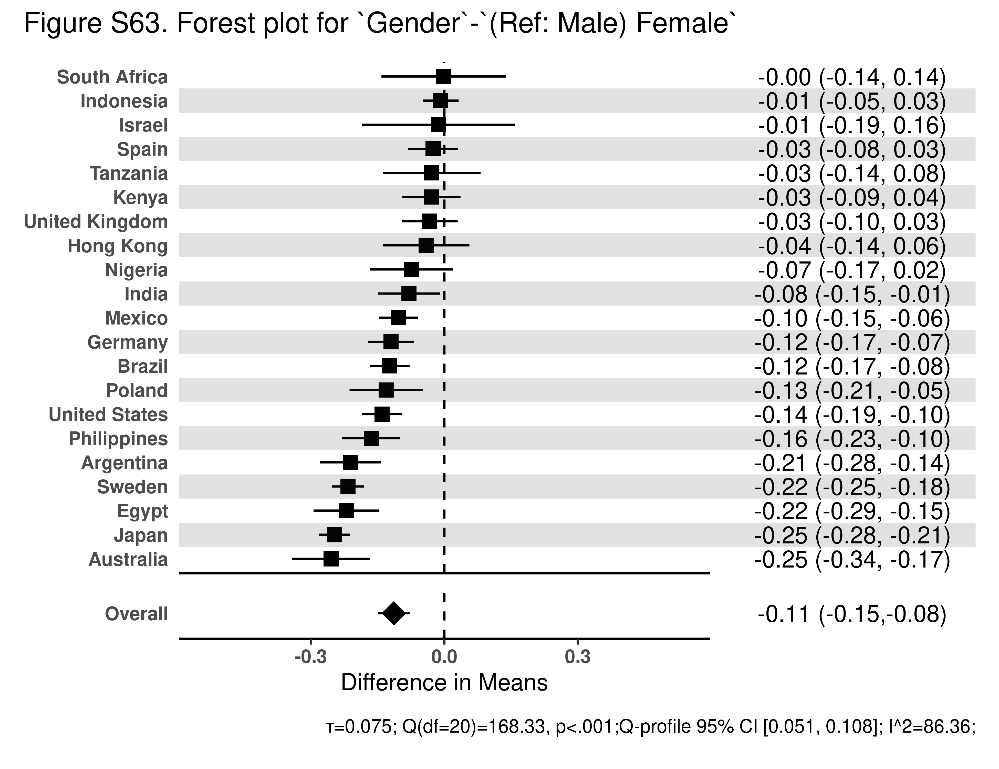 Figure S63. Forest plot for `Gender`-`(Ref: Male) Female`
South Africa -0.00 (-0.14, 0.14)
Indonesia -0.01 (-0.05, 0.03)
Israel -0.01 (-0.19, 0.16)
Spain -0.03 (-0.08, 0.03)
Tanzania -0.03 (-0.14, 0.08)
Kenya -0.03 (-0.09, 0.04)
United Kingdom -0.03 (-0.10, 0.03)
Hong Kong -0.04 (-0.14, 0.06)
Nigeria -0.07 (-0.17, 0.02)
India -0.08 (-0.15, -0.01)
Mexico -0.10 (-0.15, -0.06)
Germany -0.12 (-0.17, -0.07)
Brazil -0.12 (-0.17, -0.08)
Poland -0.13 (-0.21, -0.05)
United States -0.14 (-0.19, -0.10)
Philippines -0.16 (-0.23, -0.10)
Argentina -0.21 (-0.28, -0.14)
Sweden -0.22 (-0.25, -0.18)
Egypt -0.22 (-0.29, -0.15)
Japan -0.25 (-0.28, -0.21)
Australia -0.25 (-0.34, -0.17)
Overall -0.11 (-0.15,-0.08)
-0.3 0.0 0.3
Difference in Means
τ=0.075; Q(df=20)=168.33, p<.001;Q-profile 95% CI [0.051, 0.108]; I^2=86.36;